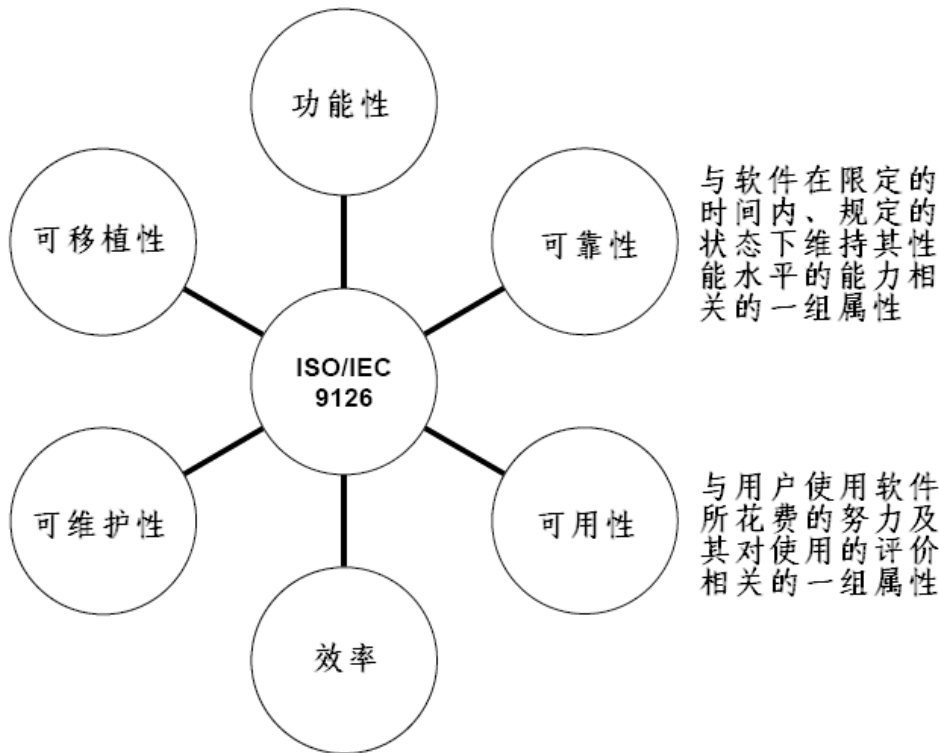 功能性
可移植性
可靠性
与软件在限定的
时间内、规定的
状态下维持其性
能水平的能力相
关的一组属性
ISO/IEC
9126
可维护性
可用性
与用户使用软件
所花费的努力及
其对使用的评价
相关的一组属性
效率